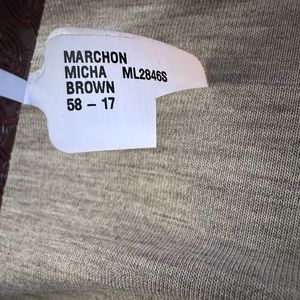 MARCHON
MICHA ML2846S
BROWN
58 - 17